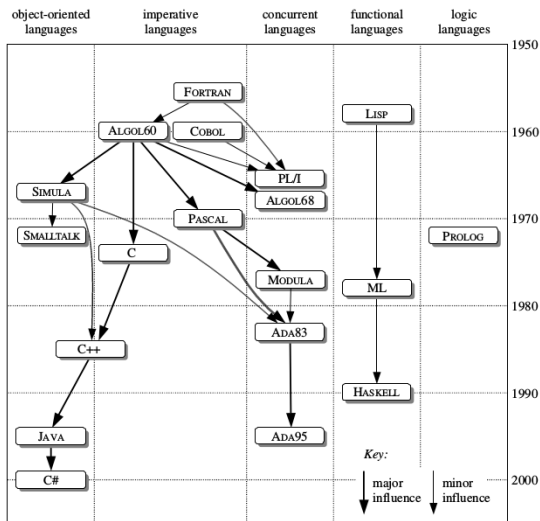 object-oriented
languages
imperative
languages
concurrent
languages
functional
languages
logic
languages
1950
FORTRAN
LISP
ALGOL60
COBOL
1960
PL/I
SIMULA
ALGOL68
PASCAL
1970
SMALLTALK
PROLOG
C
MODULA
ML
1980
ADA83
C++
HASKELL
1990
JAVA
ADA95
Key:
C#
major
influence
minor
influence
2000